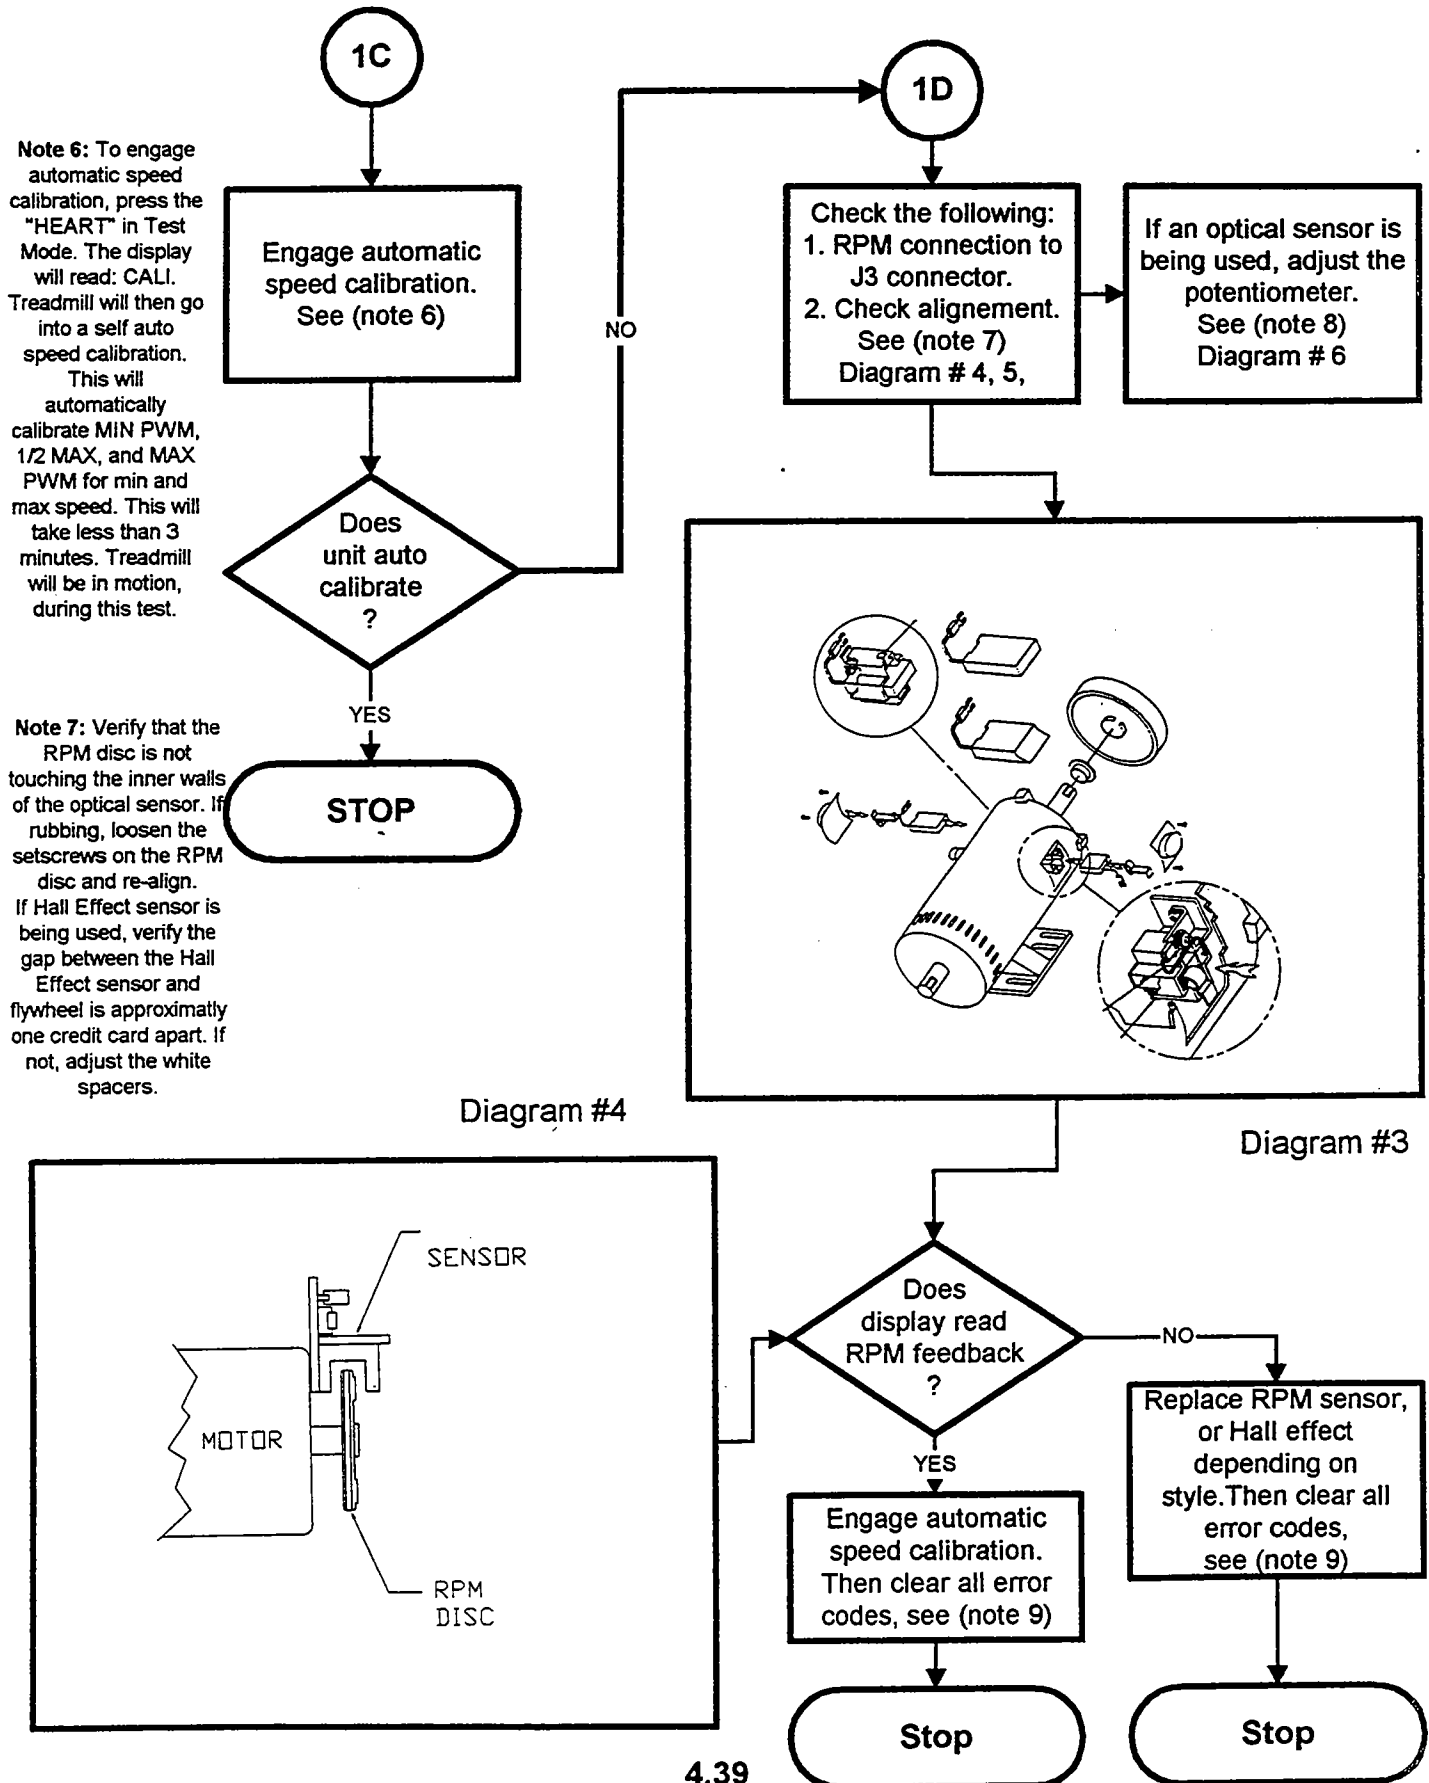 1C
Note 6: To engage
automatic speed
calibration, press the
"HEART" in Test
Mode. The display
will read: CALI.
Treadmill will then go
into a self auto
speed calibration.
This will
automatically
calibrate MIN PWM,
1/2 MAX, and MAX
PWM for min and
max speed. This will
take less than 3
minutes. Treadmill
will be in motion,
during this test.
Engage automatic
speed calibration.
See (note 6)
Does
unit auto
calibrate
?
NO
YES
STOP
Note 7: Verify that the
RPM disc is not
touching the inner walls
of the optical sensor. If
rubbing, loosen the
setscrews on the RPM
disc and re-align.
If Hall Effect sensor is
being used, verify the
gap between the Hall
Effect sensor and
flywheel is approximatly
one credit card apart. If
not, adjust the white
spacers.
1D
Check the following:
1. RPM connection to
J3 connector.
2. Check alignement.
See (note 7)
Diagram # 4, 5,
If an optical sensor is
being used, adjust the
potentiometer.
See (note 8)
Diagram # 6
Diagram #3
Diagram #4
SENSOR
MOTOR
RPM
DISC
Does
display read
RPM feedback
?
NO
YES
Engage automatic
speed calibration.
Then clear all error
codes, see (note 9)
Stop
Replace RPM sensor,
or Hall effect
depending on
style.Then clear all
error codes,
see (note 9)
Stop
4.39